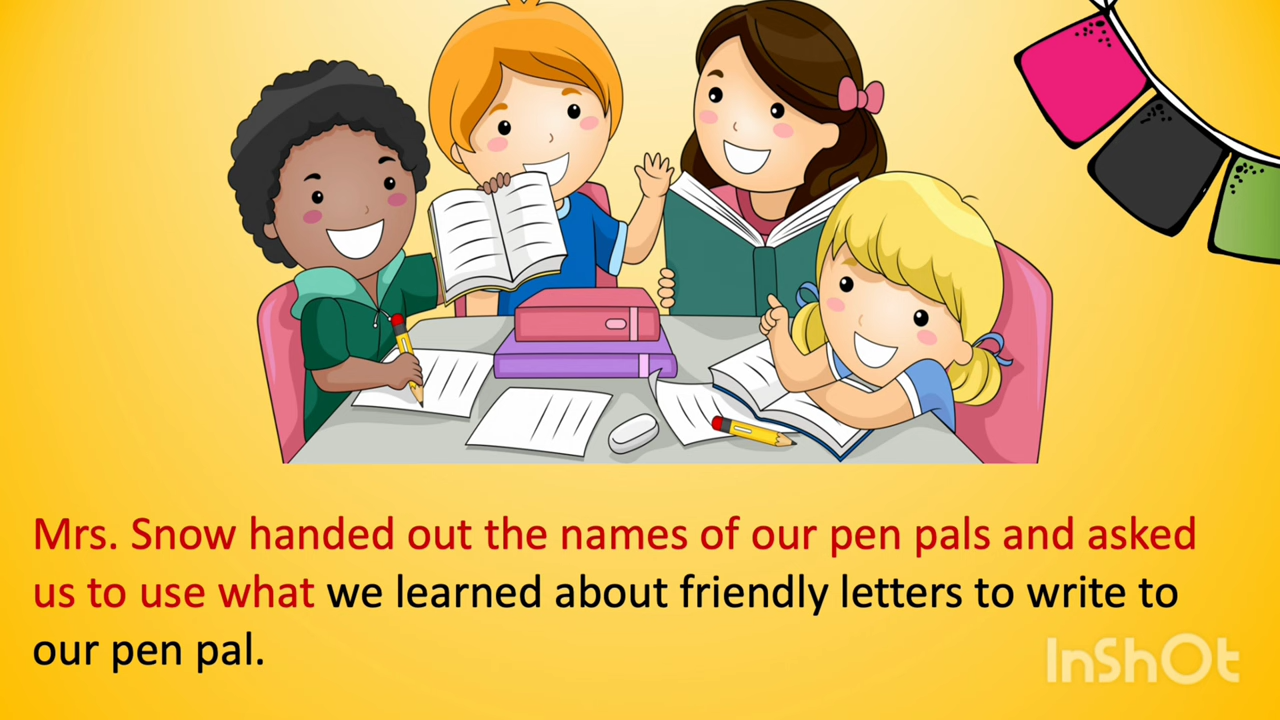 Mrs. Snow handed out the names of our pen pals and asked
us to use what we learned about friendly letters to write to
our pen pal.
InShOt